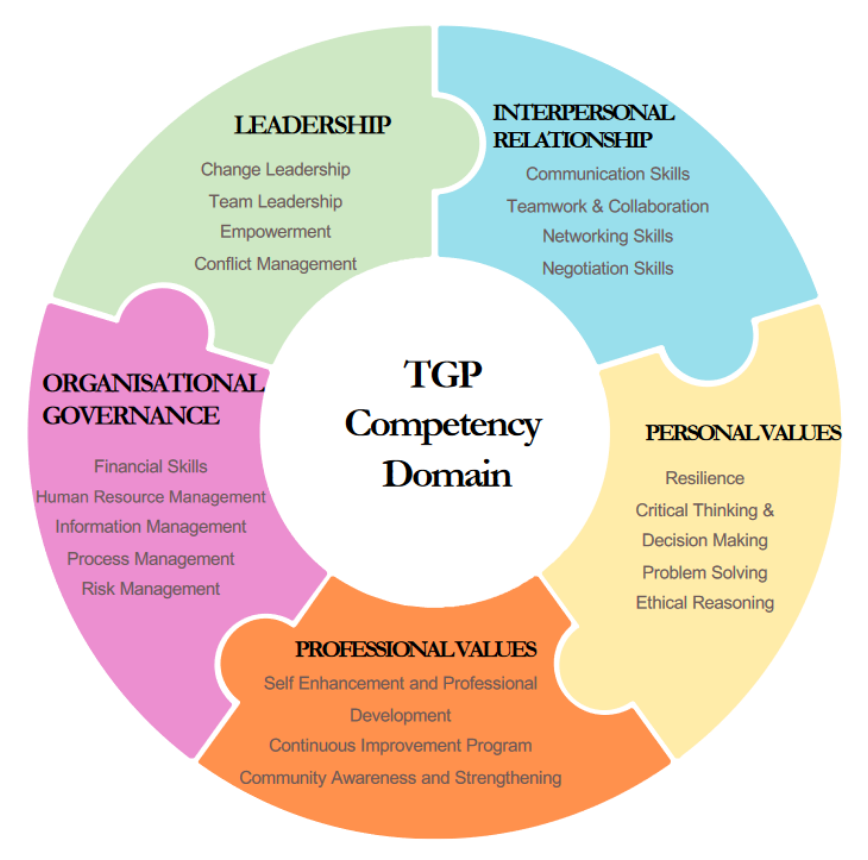 LEADERSHIP
Change Leadership
Team Leadership
Empowerment
Conflict Management
INTERPERSONAL
RELATIONSHIP
Communication Skills
Teamwork & Collaboration
Networking Skills
Negotiation Skills
TGP
Competency
Domain
ORGANISATIONAL
GOVERNANCE
Financial Skills
Human Resource Management
Information Management
Process Management
Risk Management
PERSONAL VALUES
Resilience
Critical Thinking &
Decision Making
Problem Solving
Ethical Reasoning
PROFESSIONAL VALUES
Self Enhancement and Professional
Development
Continuous Improvement Program
Community Awareness and Strengthening